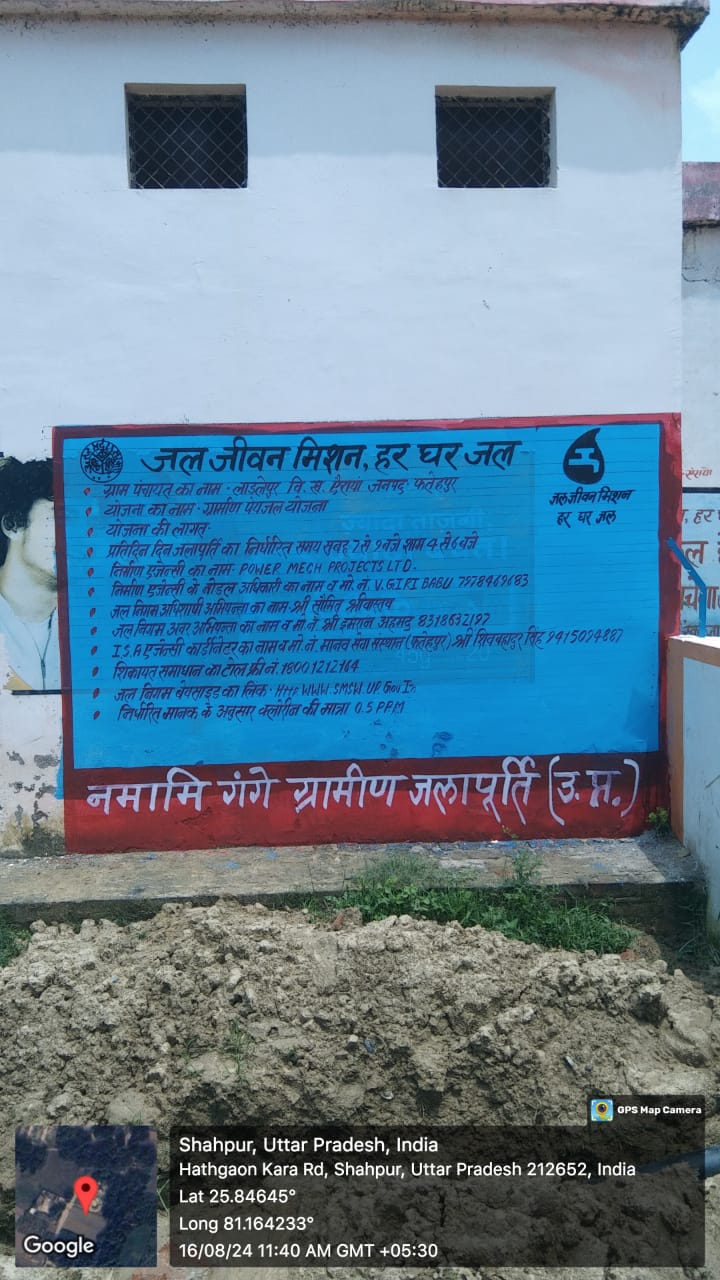 जल जीवन मिशन, हर घर जल
ग्राम पंचायत का नाम - लाडलेपुर वि. ख. ऐराया जनपद फतेहपुर
योजना का नाम - ग्रामीण पेयजल योजना
योजना की लागत-
प्रतिदिन दिन जलापूर्ति का निर्धारित समय सुबह 7 से 9 बजे शाम 4 से 6 बजे
निर्माण एजेन्सी का नाम- POWER MECH PROJECTS LTD.
निर्माण एजेन्सी के नोडल अधिकारी का नाम व मो. नं. V. GIRI BABU 7978469683
जल निगम अधिशाषी अभियन्ता का नाम- श्री सौमित्र श्रीवास्तव
जल निगम अवर अभियन्ता का नाम व मो नं. श्री इमरान अहमद 8318632197
I.S.A एजेन्सी कोर्डीनेटर का नाम व मो. नं. मानव सेवा संस्थान (फतेहपुर) श्री शिवबहादुर सिंह 9415094887
शिकायत समाधान का टोल फ्री नं. 18001212164
जल निगम वेबसाइड का लिंक- Http WWW.SMSW.UP.Gov.In
निर्धारित मानक के अनुसार क्लोरीन की मात्रा 0.5 P.P.M
जल जीवन मिशन
हर घर जल
नमामि गंगे ग्रामीण जलापूर्ति (उ. प्र.)
GPS Map Camera
Shahpur, Uttar Pradesh, India
Hathgaon Kara Rd, Shahpur, Uttar Pradesh 212652, India
Lat 25.84645°
Long 81.164233°
16/08/24 11:40 AM GMT +05:30
Google